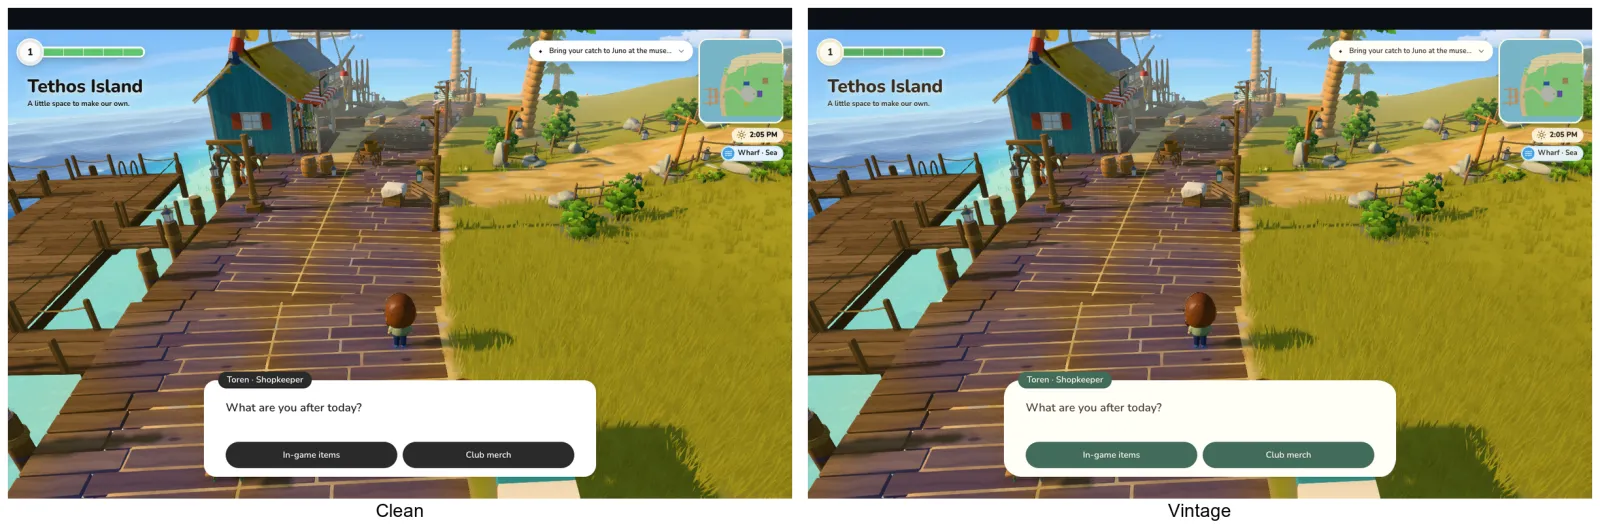 1
Bring your catch to Juno at the muse...
Tethos Island
A little space to make our own.
2:05 PM
Wharf · Sea
Toren · Shopkeeper
What are you after today?
In-game items
Club merch
Clean
1
Bring your catch to Juno at the muse...
Tethos Island
A little space to make our own.
2:05 PM
Wharf · Sea
Toren · Shopkeeper
What are you after today?
In-game items
Club merch
Vintage